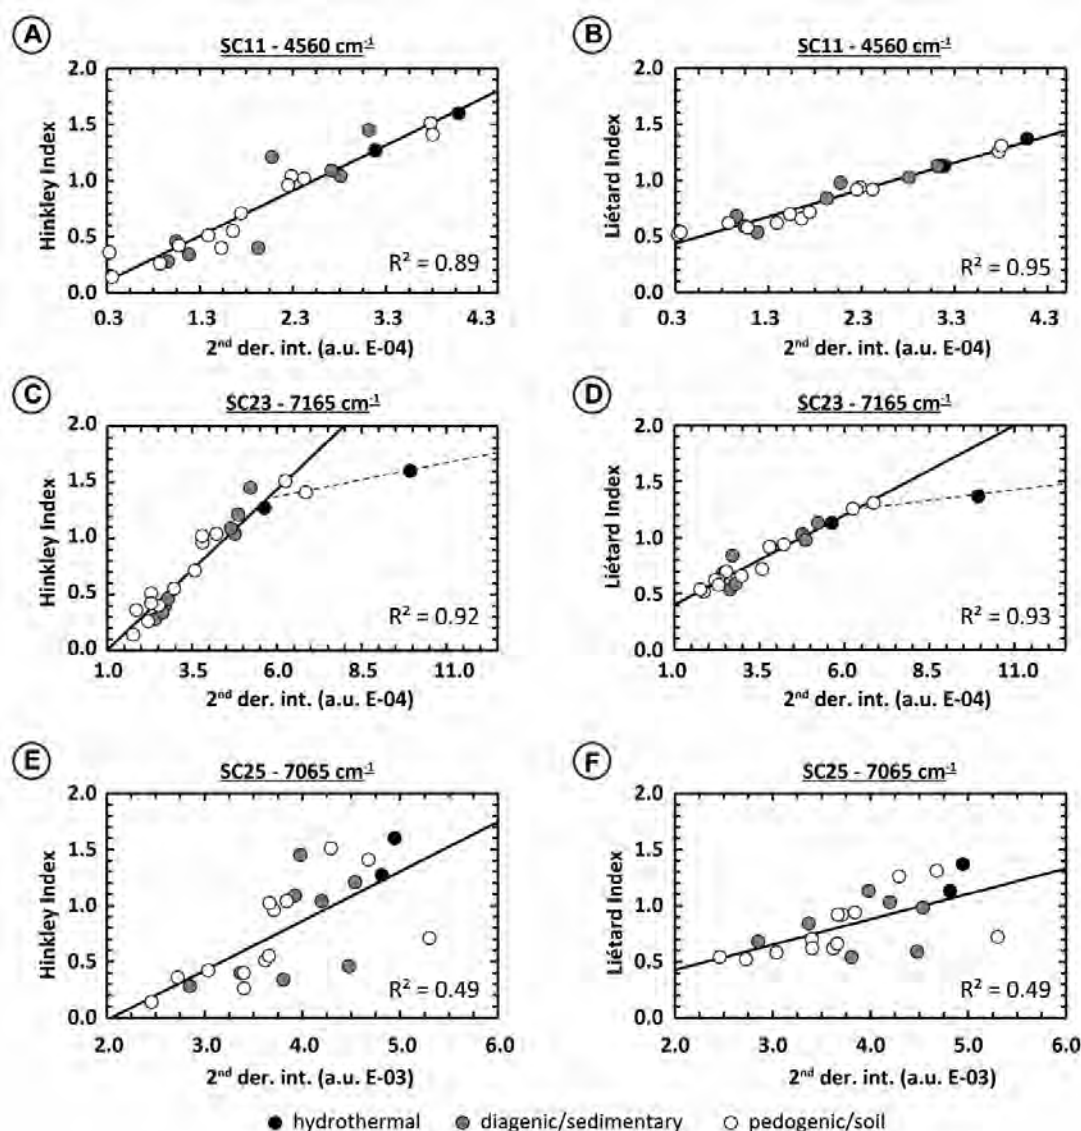 A
SC11 - 4560 cm⁻¹
Hinkley Index
2.0
1.5
1.0
0.5
0.0
R² = 0.89
0.3 1.3 2.3 3.3 4.3
2nd der. int. (a.u. E-04)
B
SC11 - 4560 cm⁻¹
Liétard Index
2.0
1.5
1.0
0.5
0.0
R² = 0.95
0.3 1.3 2.3 3.3 4.3
2nd der. int. (a.u. E-04)
C
SC23 - 7165 cm⁻¹
Hinkley Index
2.0
1.5
1.0
0.5
0.0
R² = 0.92
1.0 3.5 6.0 8.5 11.0
2nd der. int. (a.u. E-04)
D
SC23 - 7165 cm⁻¹
Liétard Index
2.0
1.5
1.0
0.5
0.0
R² = 0.93
1.0 3.5 6.0 8.5 11.0
2nd der. int. (a.u. E-04)
E
SC25 - 7065 cm⁻¹
Hinkley Index
2.0
1.5
1.0
0.5
0.0
R² = 0.49
2.0 3.0 4.0 5.0 6.0
2nd der. int. (a.u. E-03)
F
SC25 - 7065 cm⁻¹
Liétard Index
2.0
1.5
1.0
0.5
0.0
R² = 0.49
2.0 3.0 4.0 5.0 6.0
2nd der. int. (a.u. E-03)
hydrothermal diagenic/sedimentary pedogenic/soil